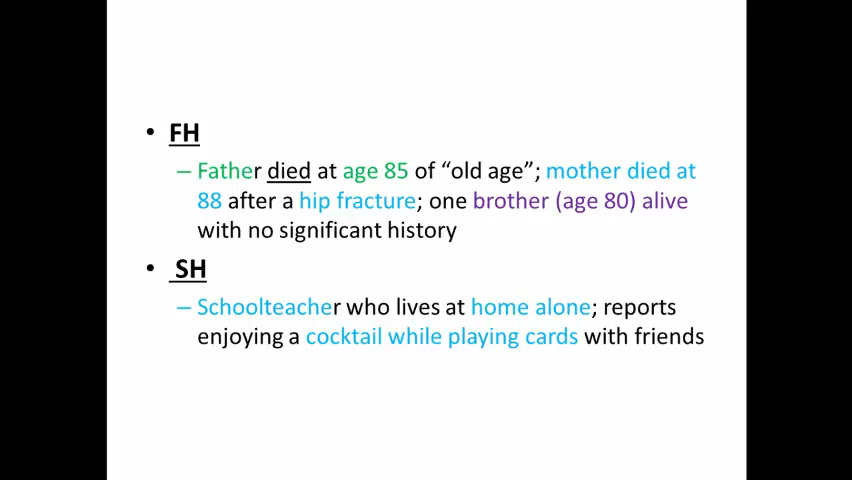 • FH
– Father died at age 85 of “old age”; mother died at
88 after a hip fracture; one brother (age 80) alive
with no significant history
• SH
– Schoolteacher who lives at home alone; reports
enjoying a cocktail while playing cards with friends